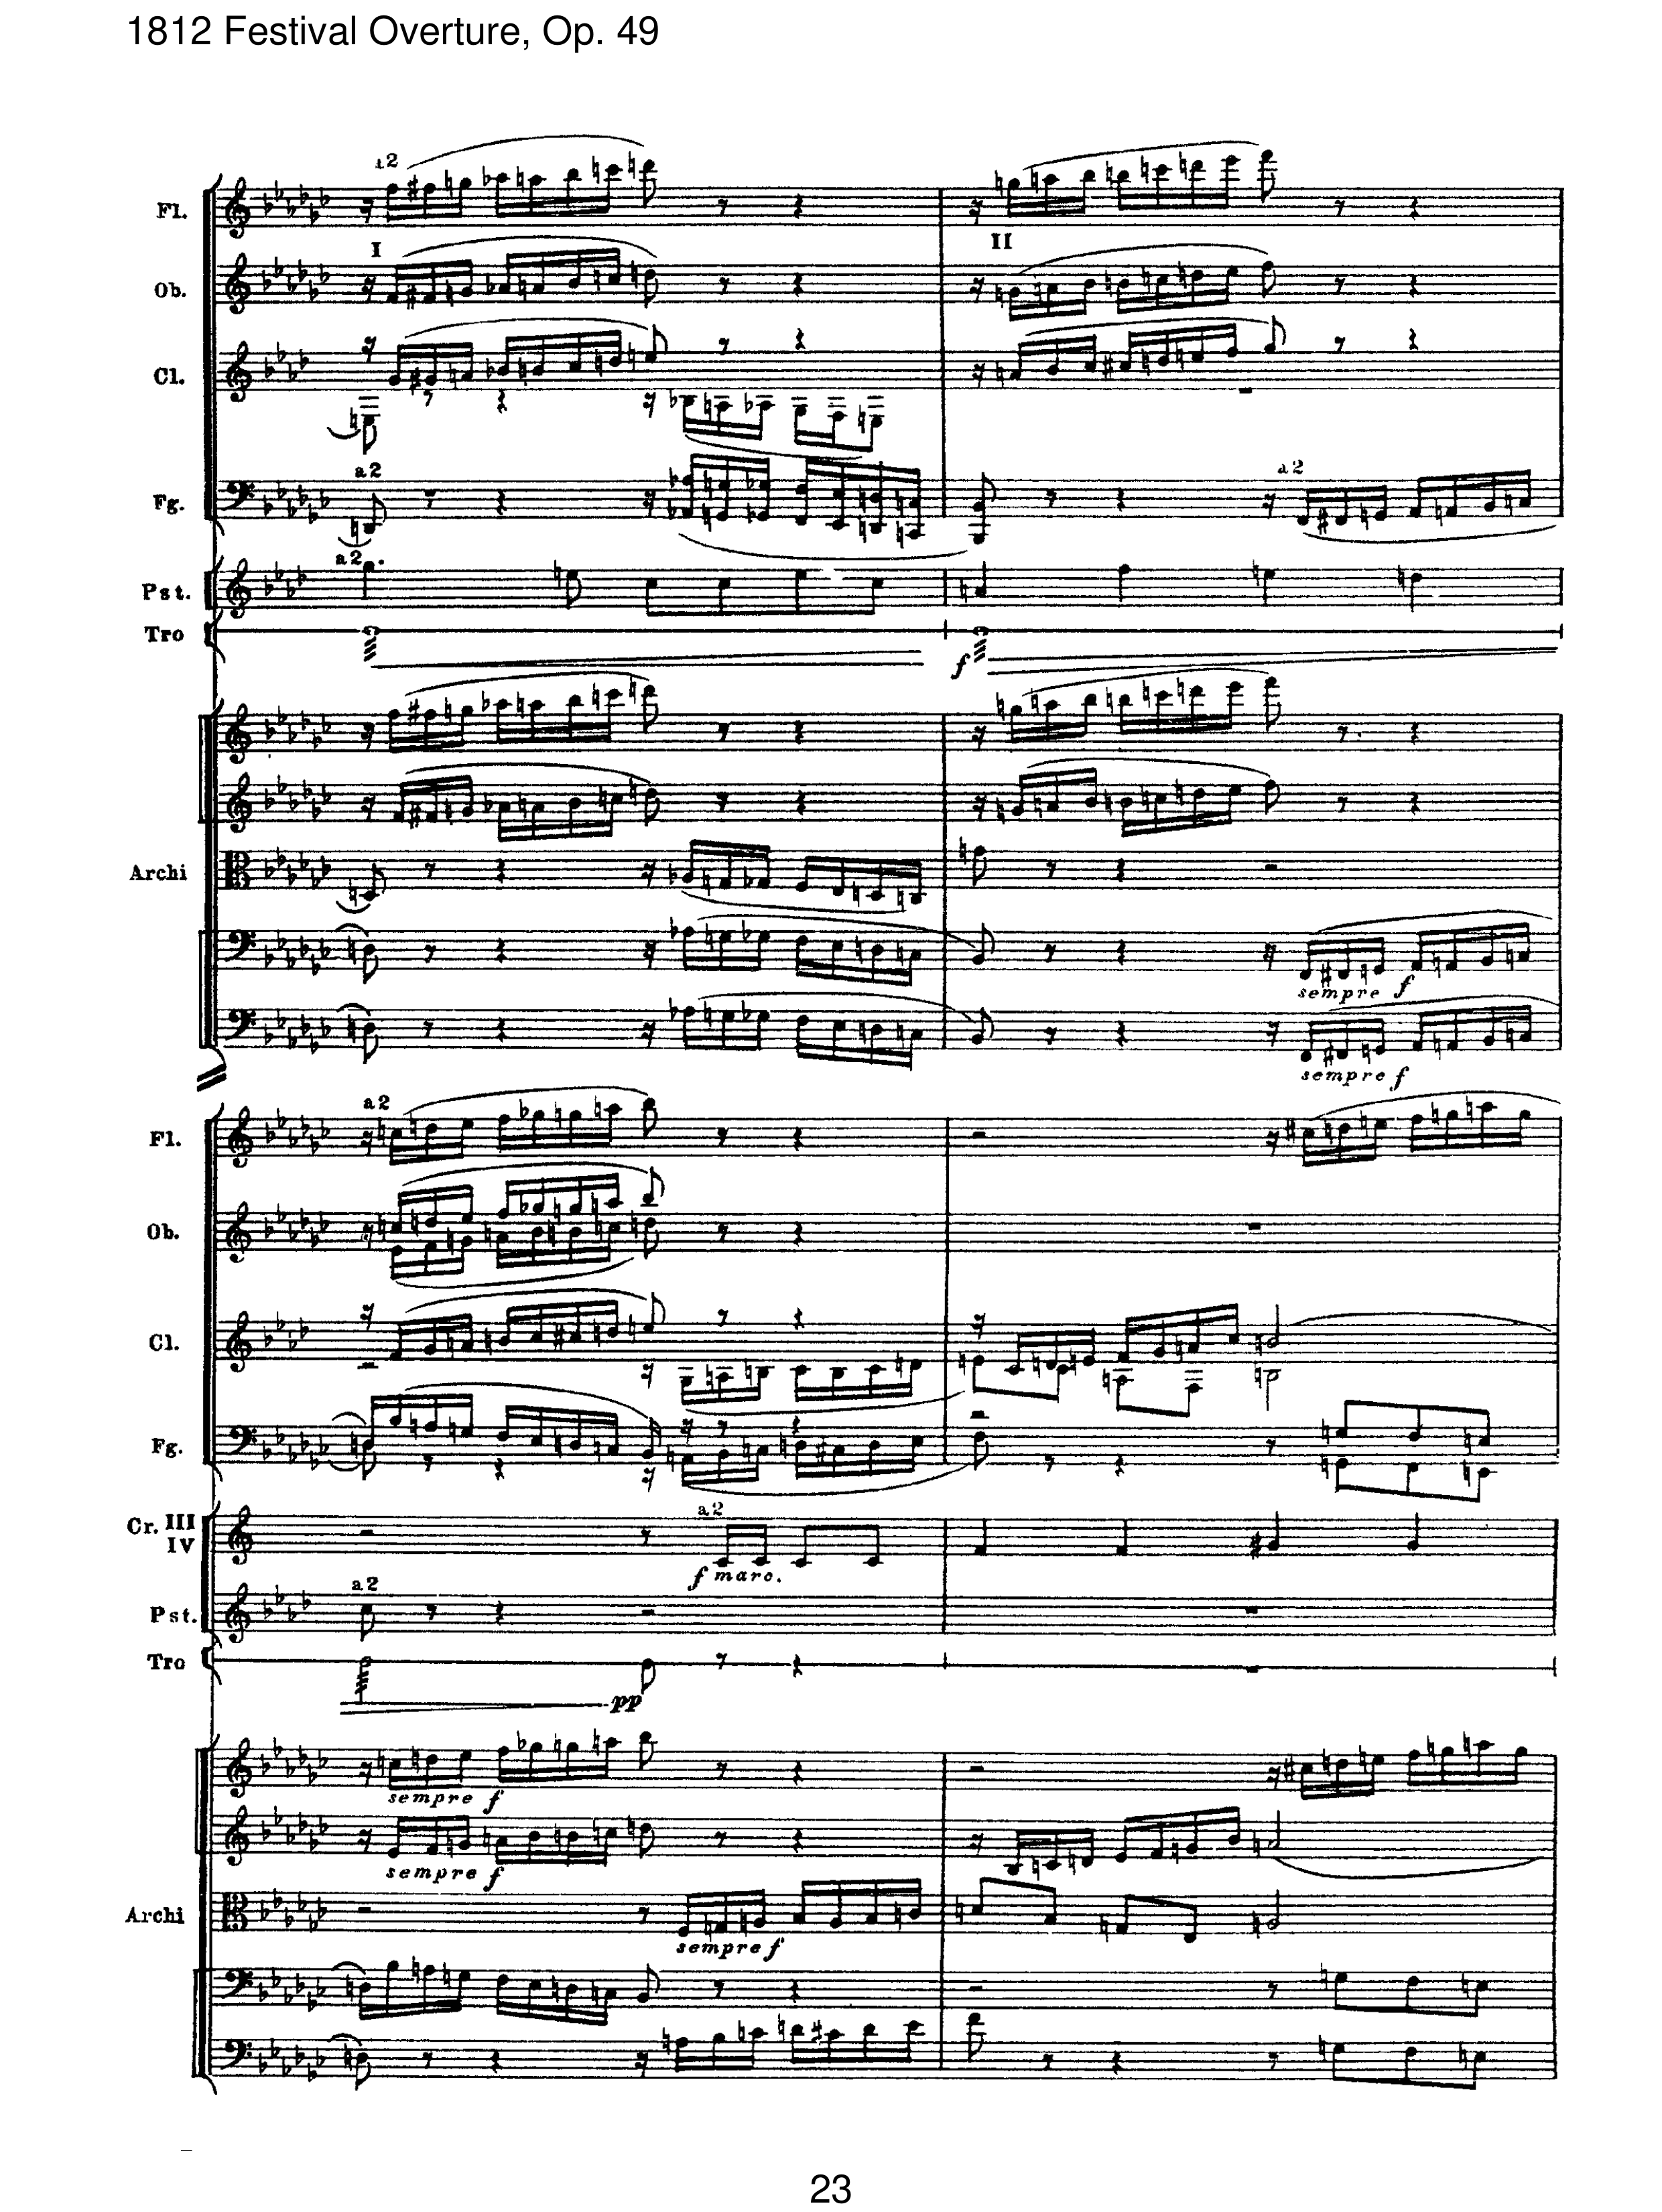 1812 Festival Overture, Op. 49
a2
Fl.
I
II
Ob.
Cl.
a2
a2
Fg.
a2
Pst.
Tro
f
Archi
sempre f
sempre f
a2
Fl.
Ob.
Cl.
Fg.
a2
Cr. III
IV
f marc.
a2
Pst.
Tro
pp
sempre f
sempre f
Archi
sempre f
23